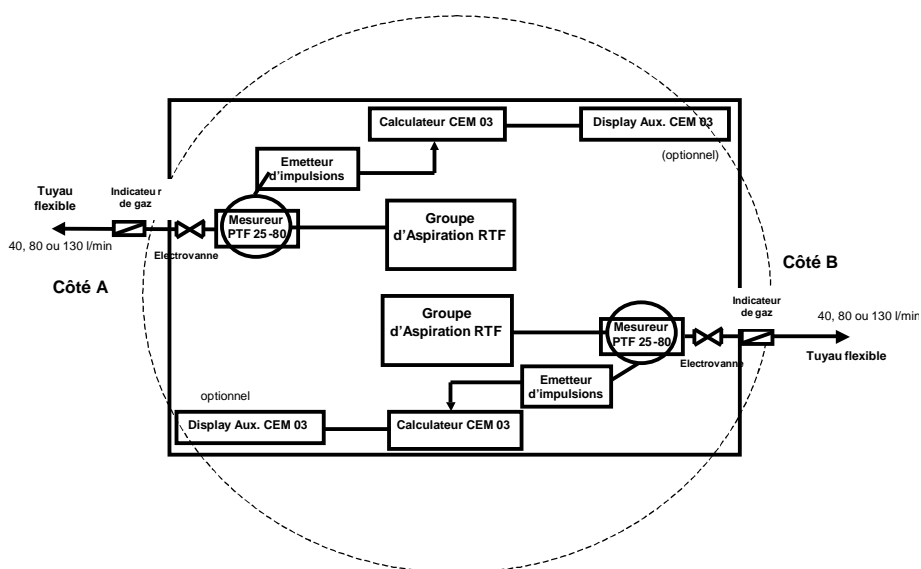 Calculateur CEM 03
Display Aux. CEM 03
(optionnel)
Emetteur
d'impulsions
Tuyau
flexible
Indicateur
de gaz
Mesureur
PTF 25-80
Groupe
d'Aspiration RTF
40, 80 ou 130 l/min
Electrovanne
Côté A
Côté B
Groupe
d'Aspiration RTF
Mesureur
PTF 25-80
Indicateur
de gaz
40, 80 ou 130 l/min
Electrovanne
Tuyau flexible
Emetteur
d'impulsions
optionnel
Display Aux. CEM 03
Calculateur CEM 03